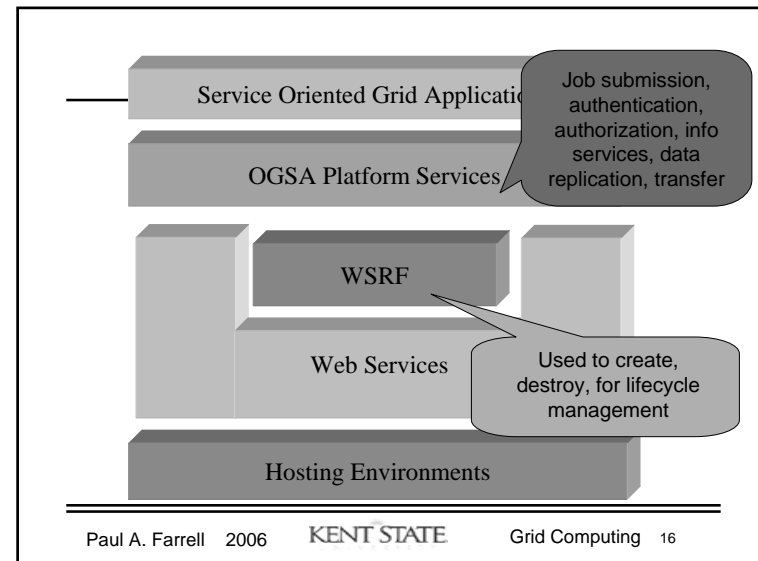 Service Oriented Grid Applicatio
Job submission,
authentication,
authorization, info
services, data
replication, transfer
OGSA Platform Services
WSRF
Web Services
Used to create,
destroy, for lifecycle
management
Hosting Environments
Paul A. Farrell 2006 KENT STATE Grid Computing 16